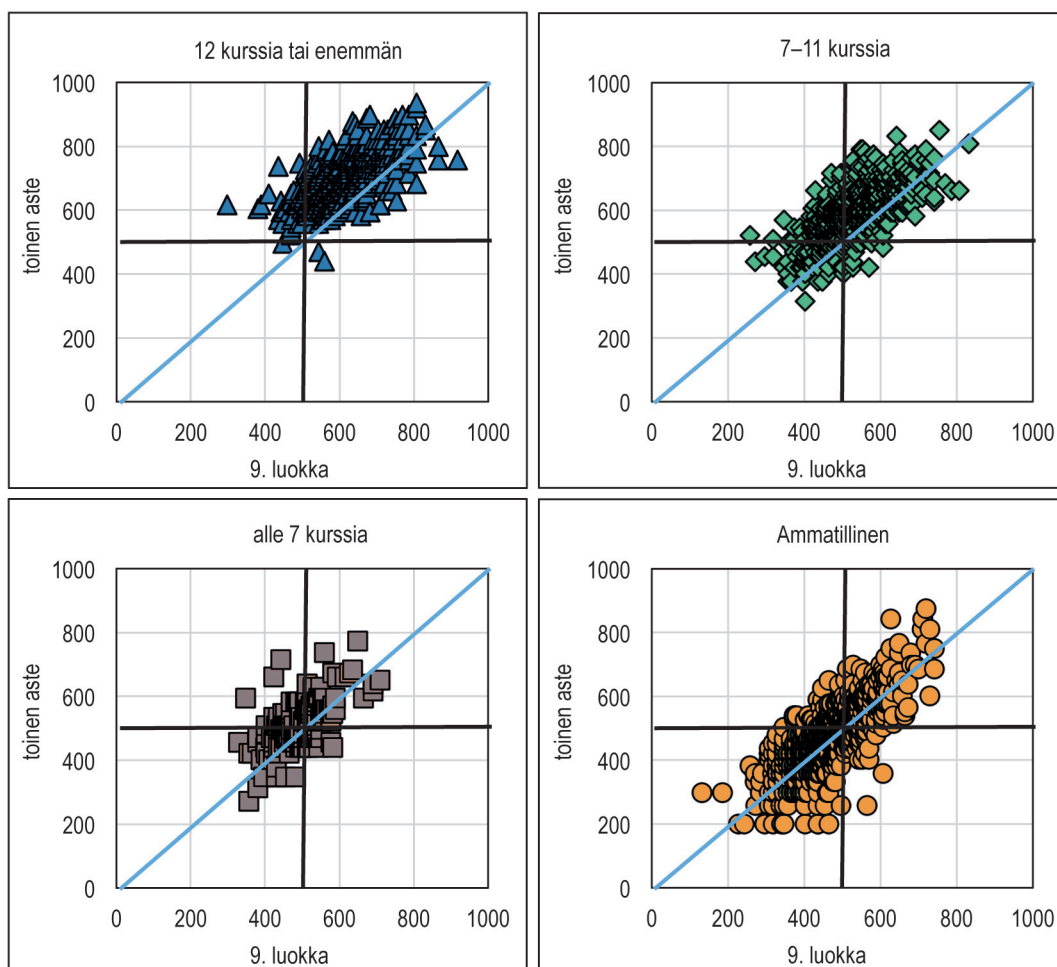 12 kurssia tai enemmän
1000
800
600
400
200
0
toinen aste
0 200 400 600 800 1000
9. luokka
7–11 kurssia
1000
800
600
400
200
0
toinen aste
0 200 400 600 800 1000
9. luokka
alle 7 kurssia
1000
800
600
400
200
0
toinen aste
0 200 400 600 800 1000
9. luokka
Ammatillinen
1000
800
600
400
200
0
toinen aste
0 200 400 600 800 1000
9. luokka